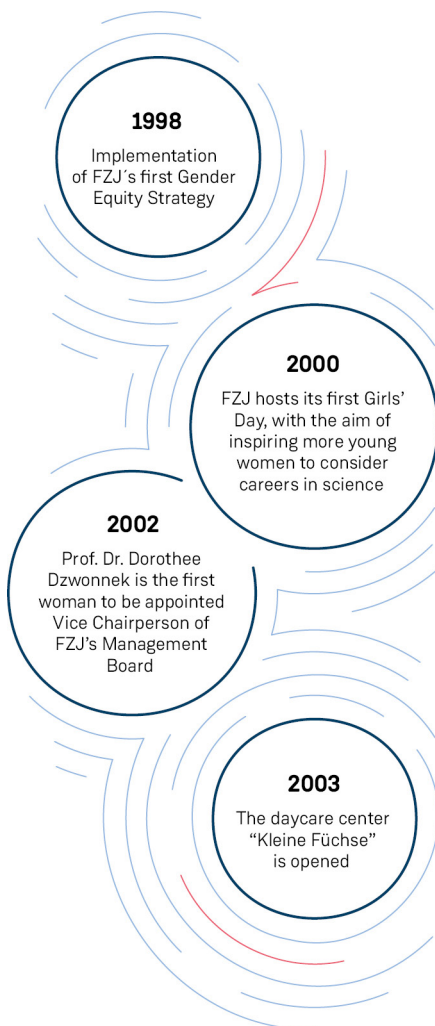 1998
Implementation
of FZJ´s first Gender
Equity Strategy
2000
FZJ hosts its first Girls’
Day, with the aim of
inspiring more young
women to consider
careers in science
2002
Prof. Dr. Dorothee
Dzwonnek is the first
woman to be appointed
Vice Chairperson of
FZJ’s Management
Board
2003
The daycare center
“Kleine Füchse”
is opened